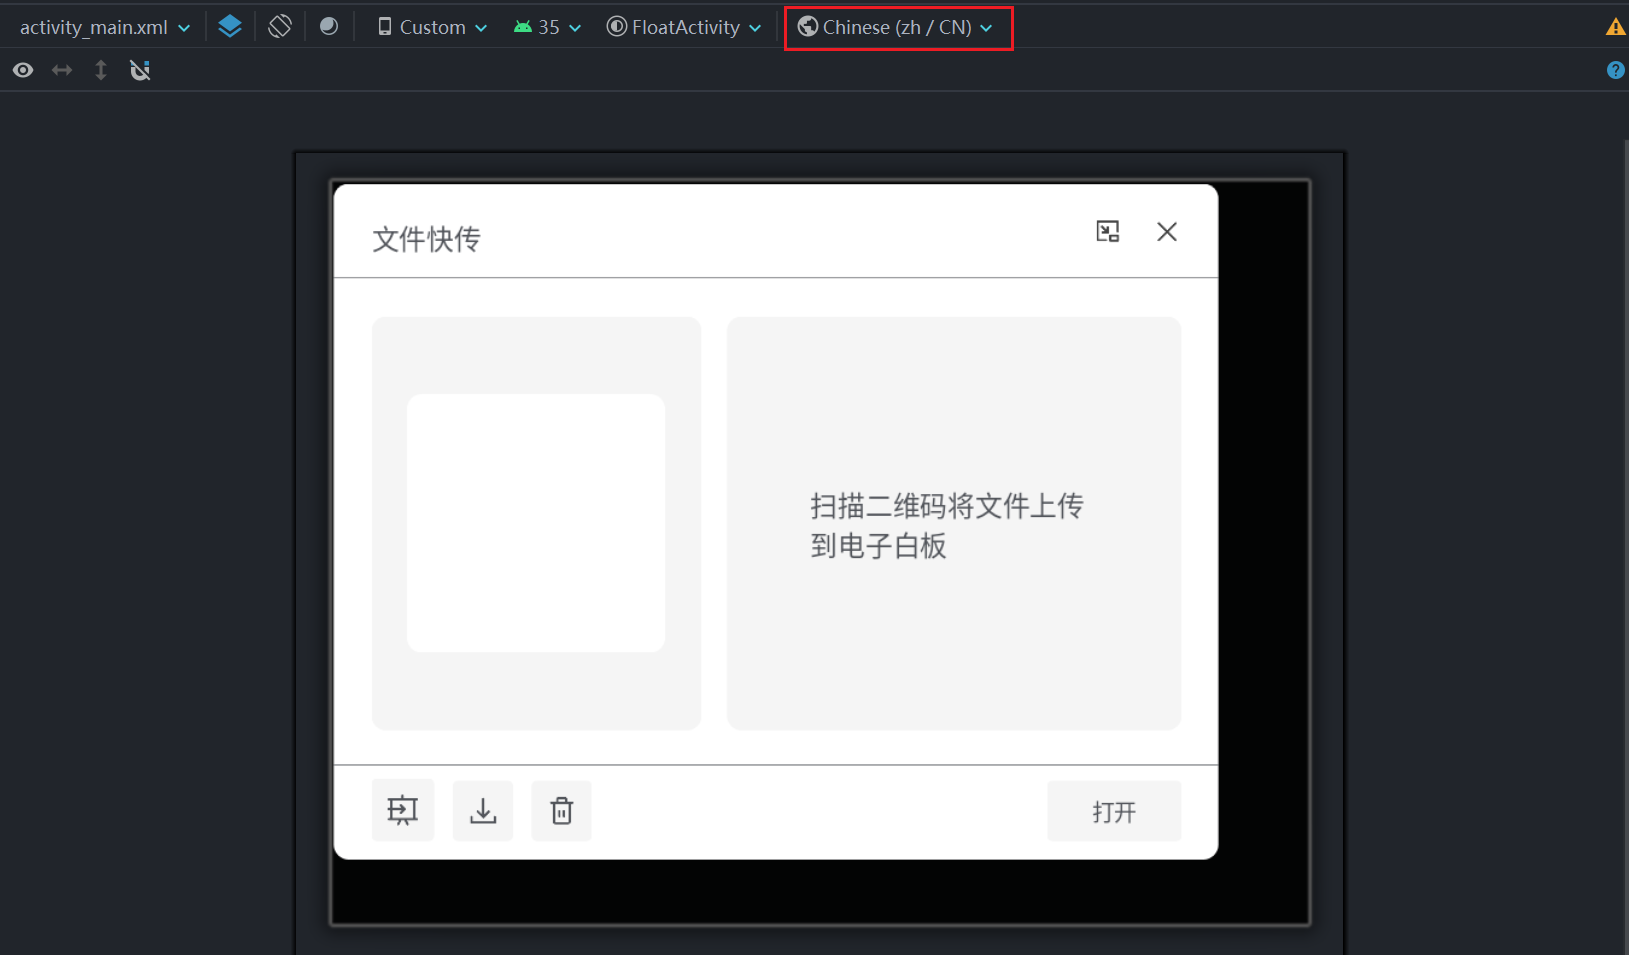 activity_main.xml
Custom
35
FloatActivity
Chinese (zh / CN)
文件快传
扫描二维码将文件上传
到电子白板
打开